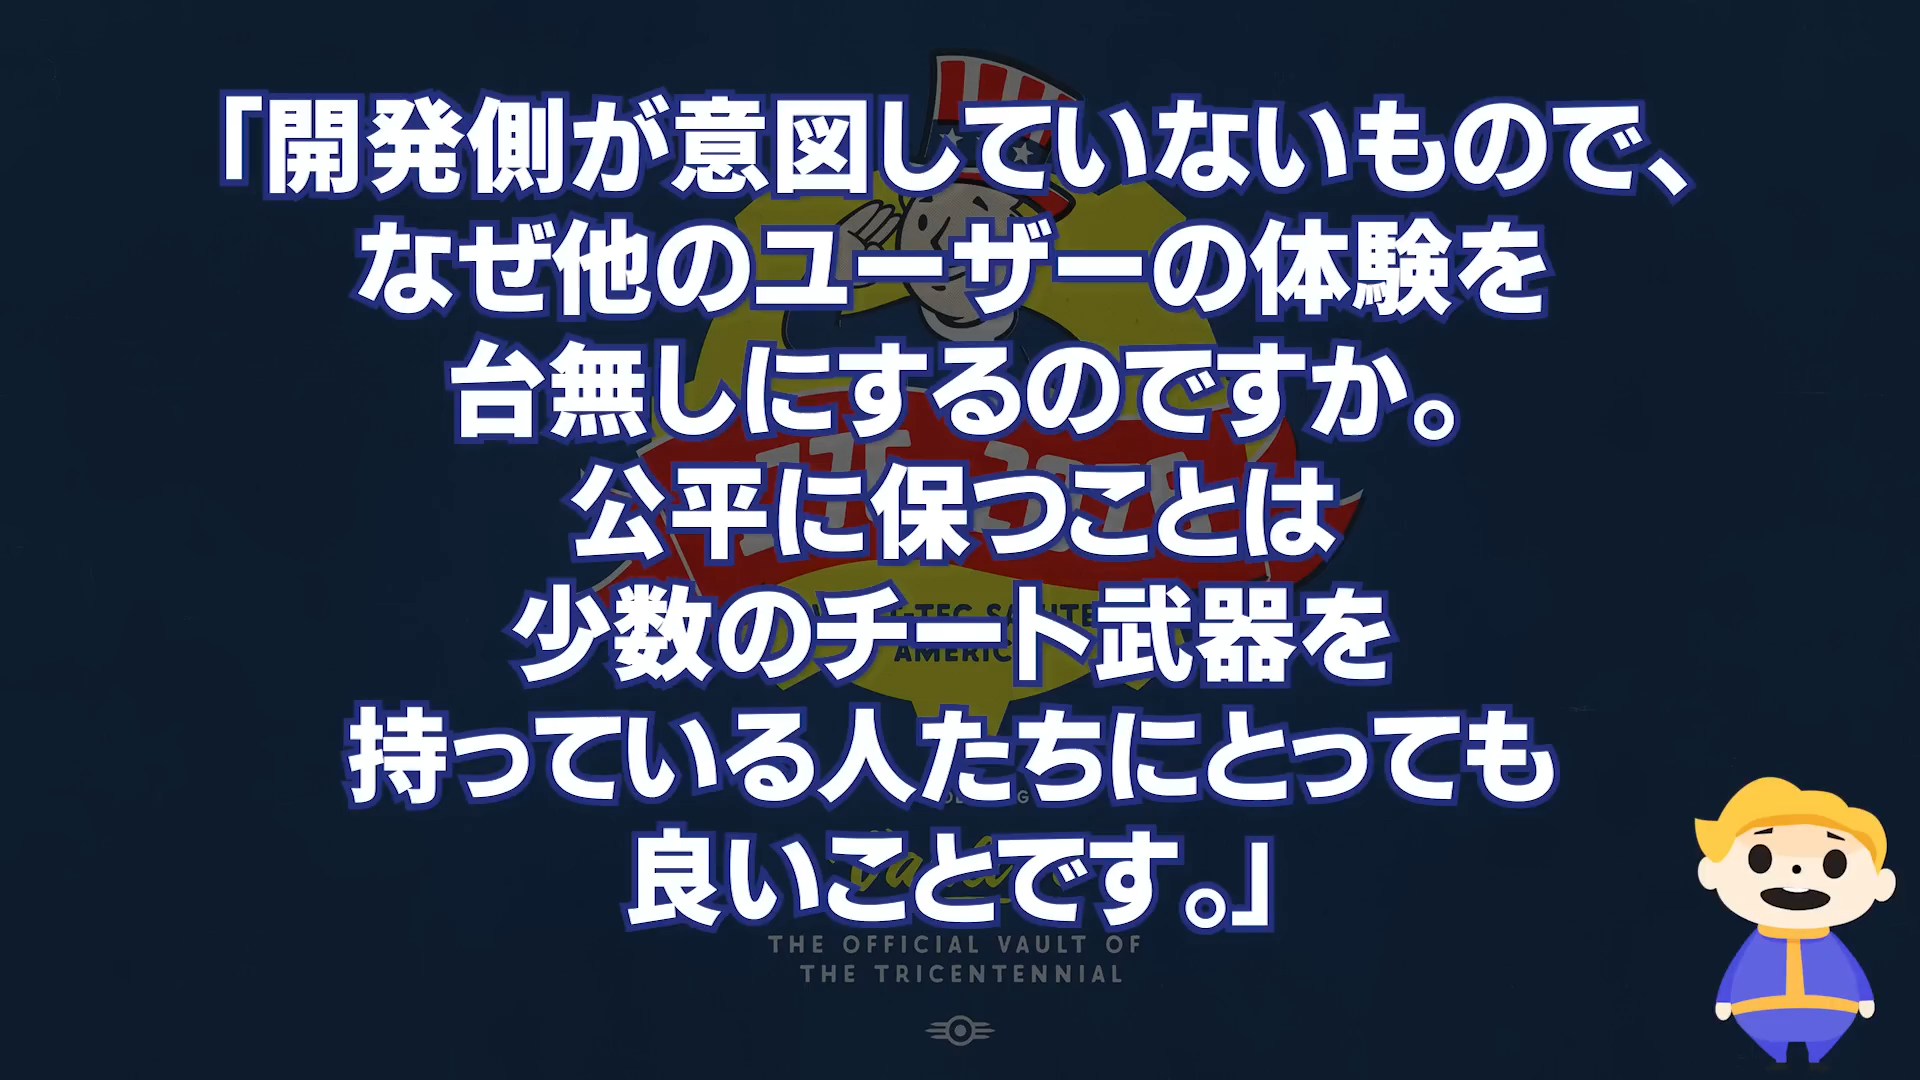 「開発側が意図していないもので、
なぜ他のユーザーの体験を
台無しにするのですか。
公平に保つことは
少数のチート武器を
持っている人たちにとっても
良いことです。」
THE OFFICIAL VAULT OF
THE TRICENTENNIAL